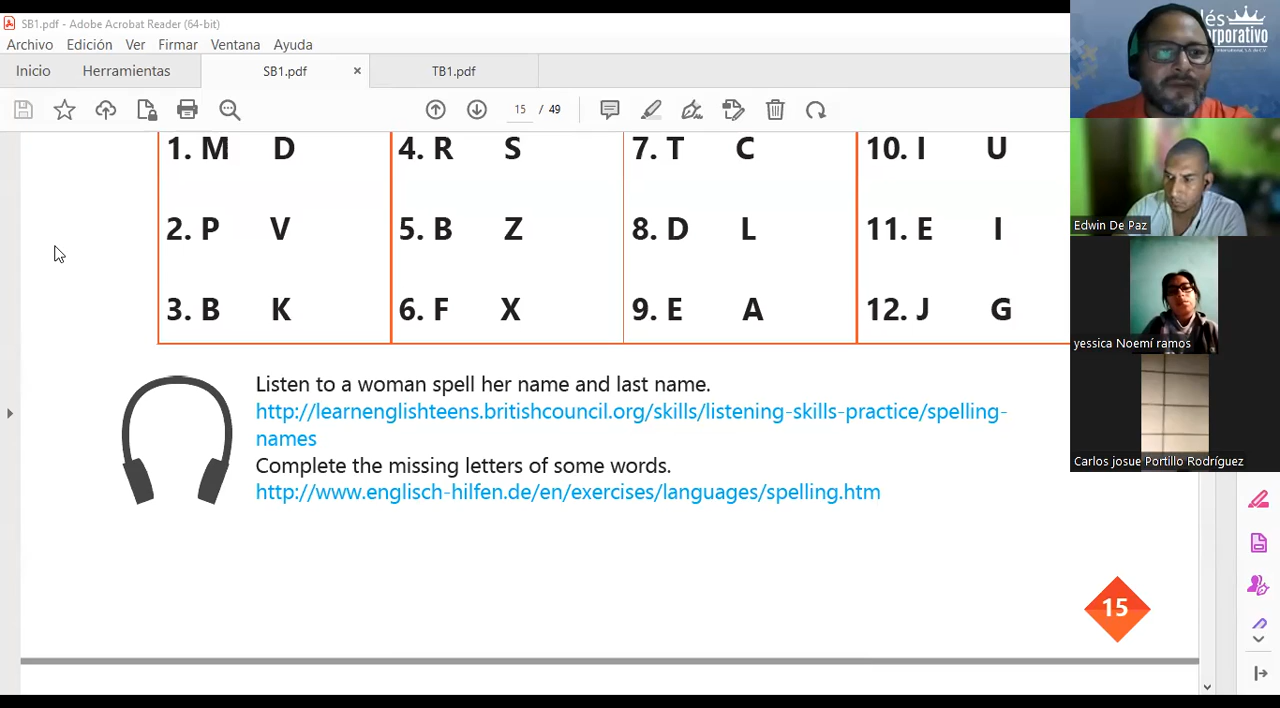 SB1.pdf - Adobe Acrobat Reader (64-bit)
Archivo Edición Ver Firmar Ventana Ayuda
Inicio Herramientas SB1.pdf × TB1.pdf
15 / 49
1. M D 4. R S 7. T C 10. I U
2. P V 5. B Z 8. D L 11. E I
3. B K 6. F X 9. E A 12. J G
Listen to a woman spell her name and last name.
http://learnenglishteens.britishcouncil.org/skills/listening-skills-practice/spelling-
names
Complete the missing letters of some words.
http://www.englisch-hilfen.de/en/exercises/languages/spelling.htm
15
Edwin De Paz
yessica Noemí ramos
Carlos josue Portillo Rodríguez